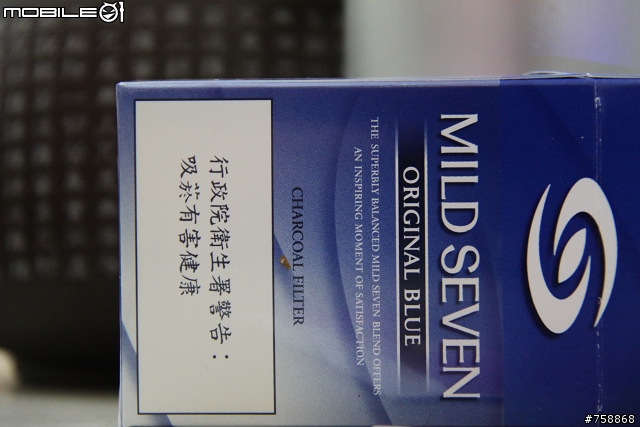 MOBILE01
MILD SEVEN
ORIGINAL BLUE
THE SUPERBLY BALANCED MILD SEVEN BLEND OFFERS
AN INSPIRING MOMENT OF SATISFACTION
CHARCOAL FILTER
行政院衛生署警告：
吸菸有害健康
#758868